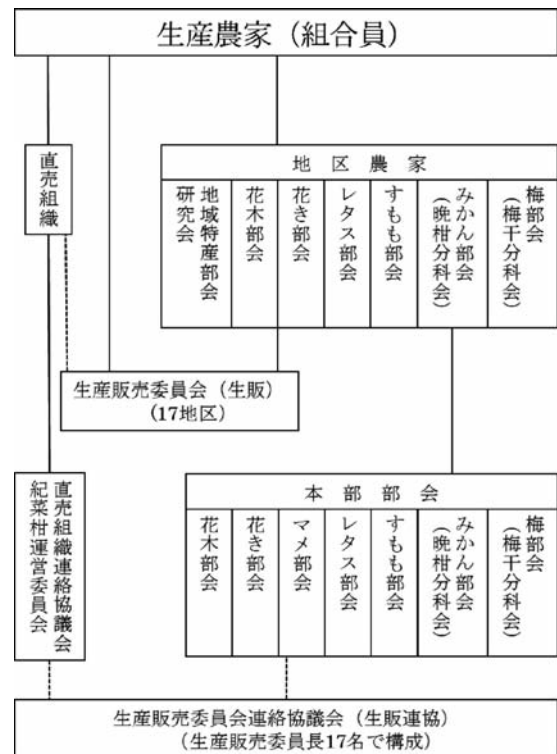 生産農家（組合員）
直売組織
地区農家
梅部会
（梅干分科会）
みかん部会
（晩柑分科会）
すもも部会
レタス部会
花き部会
花木部会
地域特産部会
研究会
生産販売委員会（生販）
（17地区）
直売組織連絡協議会
紀菜柑運営委員会
本部部会
梅部会
（梅干分科会）
みかん部会
（晩柑分科会）
すもも部会
レタス部会
マメ部会
花き部会
花木部会
生産販売委員会連絡協議会（生販連協）
（生産販売委員長17名で構成）